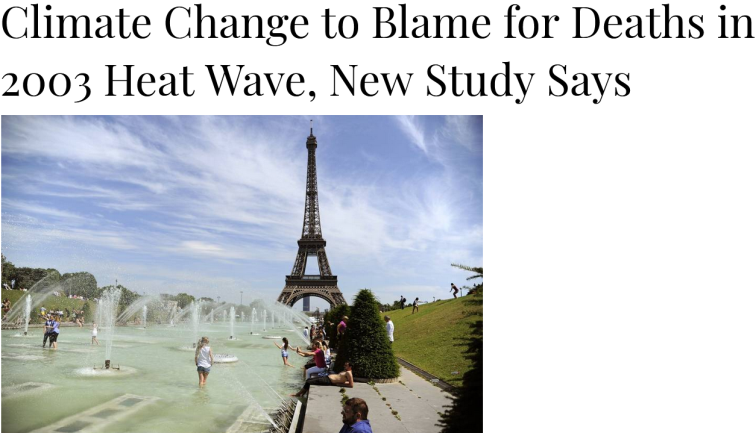 Climate Change to Blame for Deaths in
2003 Heat Wave, New Study Says